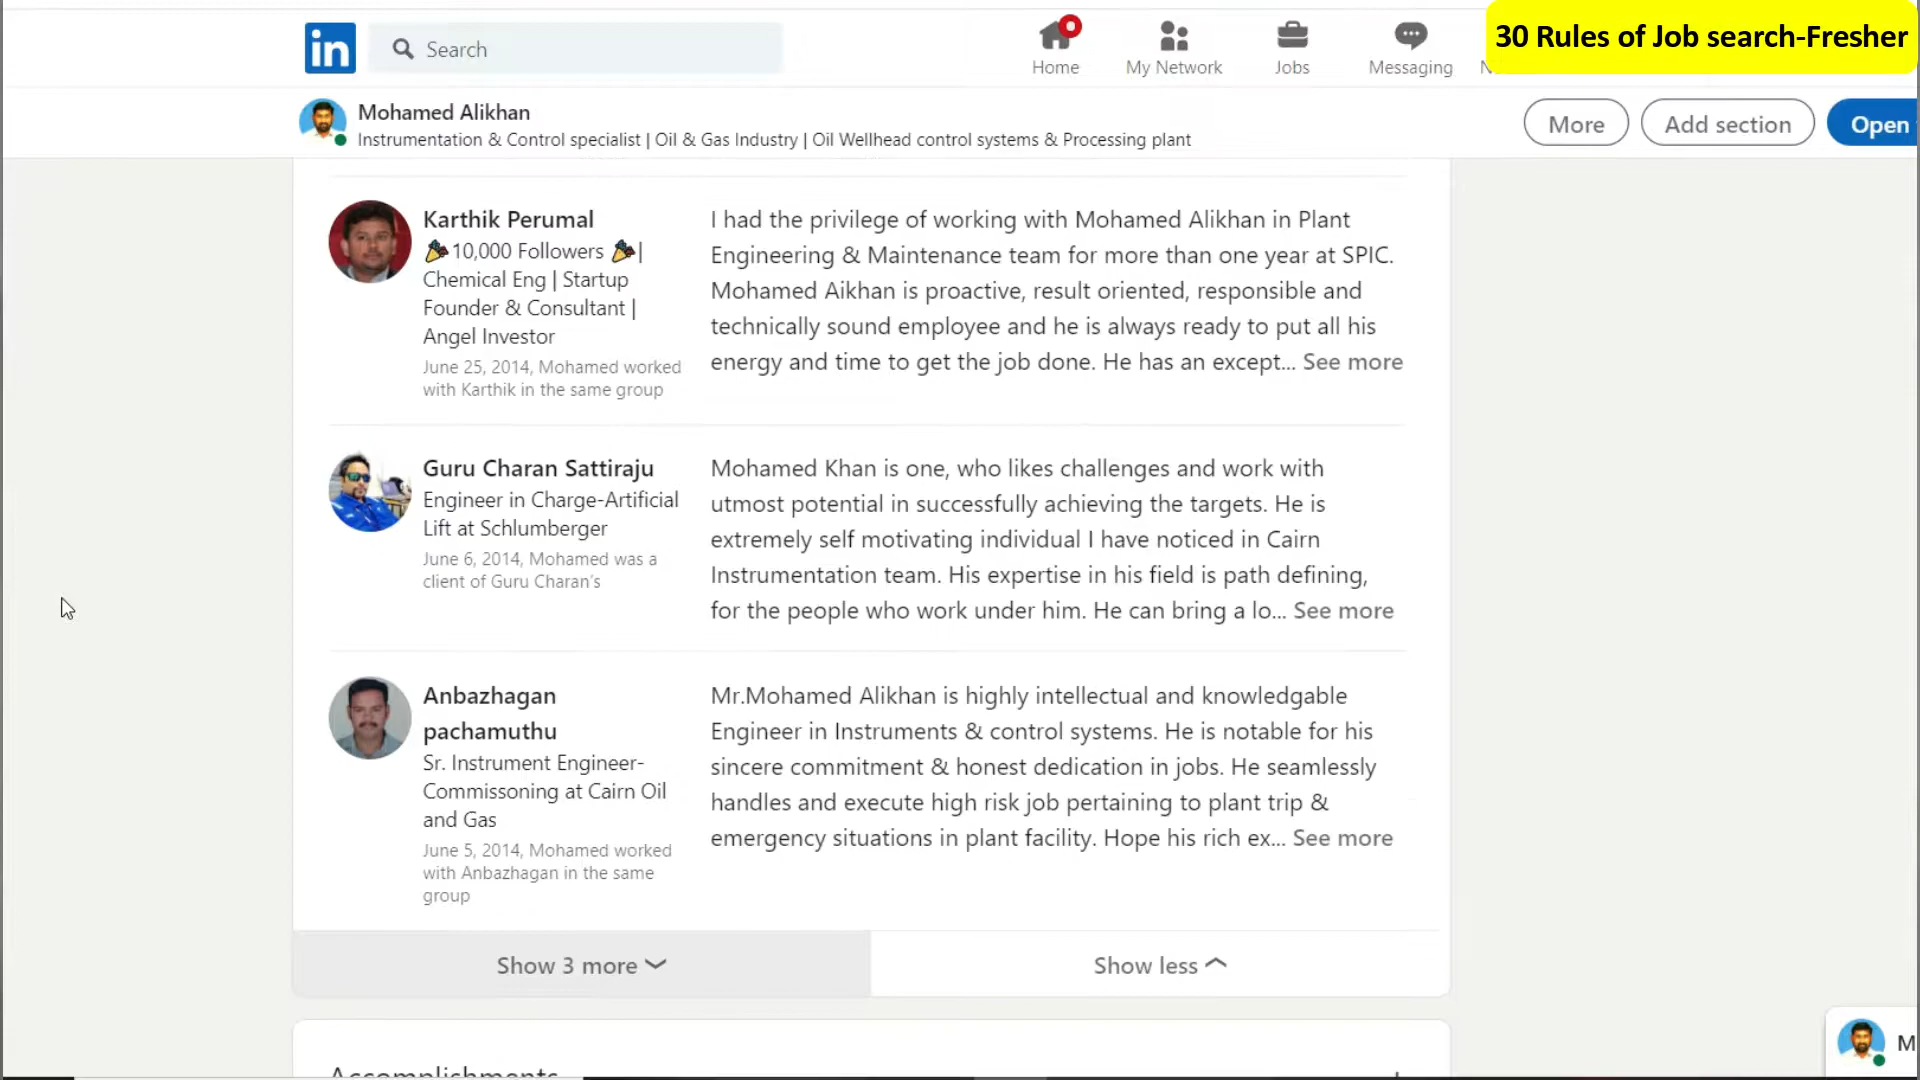 in
Search
Home
My Network
Jobs
Messaging
30 Rules of Job search-Fresher
Mohamed Alikhan
Instrumentation & Control specialist | Oil & Gas Industry | Oil Wellhead control systems & Processing plant
More
Add section
Open
Karthik Perumal
🎉10,000 Followers 🎉|
Chemical Eng | Startup
Founder & Consultant |
Angel Investor
June 25, 2014, Mohamed worked
with Karthik in the same group
I had the privilege of working with Mohamed Alikhan in Plant
Engineering & Maintenance team for more than one year at SPIC.
Mohamed Aikhan is proactive, result oriented, responsible and
technically sound employee and he is always ready to put all his
energy and time to get the job done. He has an except... See more
Guru Charan Sattiraju
Engineer in Charge-Artificial
Lift at Schlumberger
June 6, 2014, Mohamed was a
client of Guru Charan's
Mohamed Khan is one, who likes challenges and work with
utmost potential in successfully achieving the targets. He is
extremely self motivating individual I have noticed in Cairn
Instrumentation team. His expertise in his field is path defining,
for the people who work under him. He can bring a lo... See more
Anbazhagan
pachamuthu
Sr. Instrument Engineer-
Commissoning at Cairn Oil
and Gas
June 5, 2014, Mohamed worked
with Anbazhagan in the same
group
Mr.Mohamed Alikhan is highly intellectual and knowledgable
Engineer in Instruments & control systems. He is notable for his
sincere commitment & honest dedication in jobs. He seamlessly
handles and execute high risk job pertaining to plant trip &
emergency situations in plant facility. Hope his rich ex... See more
Show 3 more
Show less
Accomplishments
M